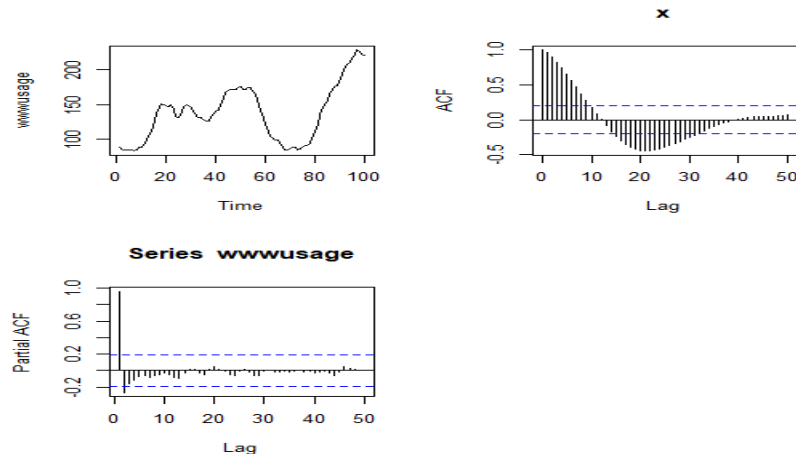 wwwusage
100 150 200
0 20 40 60 80 100
Time
x
ACF
-0.5 0.0 0.5 1.0
0 10 20 30 40 50
Lag
Series wwwusage
Partial ACF
-0.2 0.2 0.6 1.0
0 10 20 30 40 50
Lag